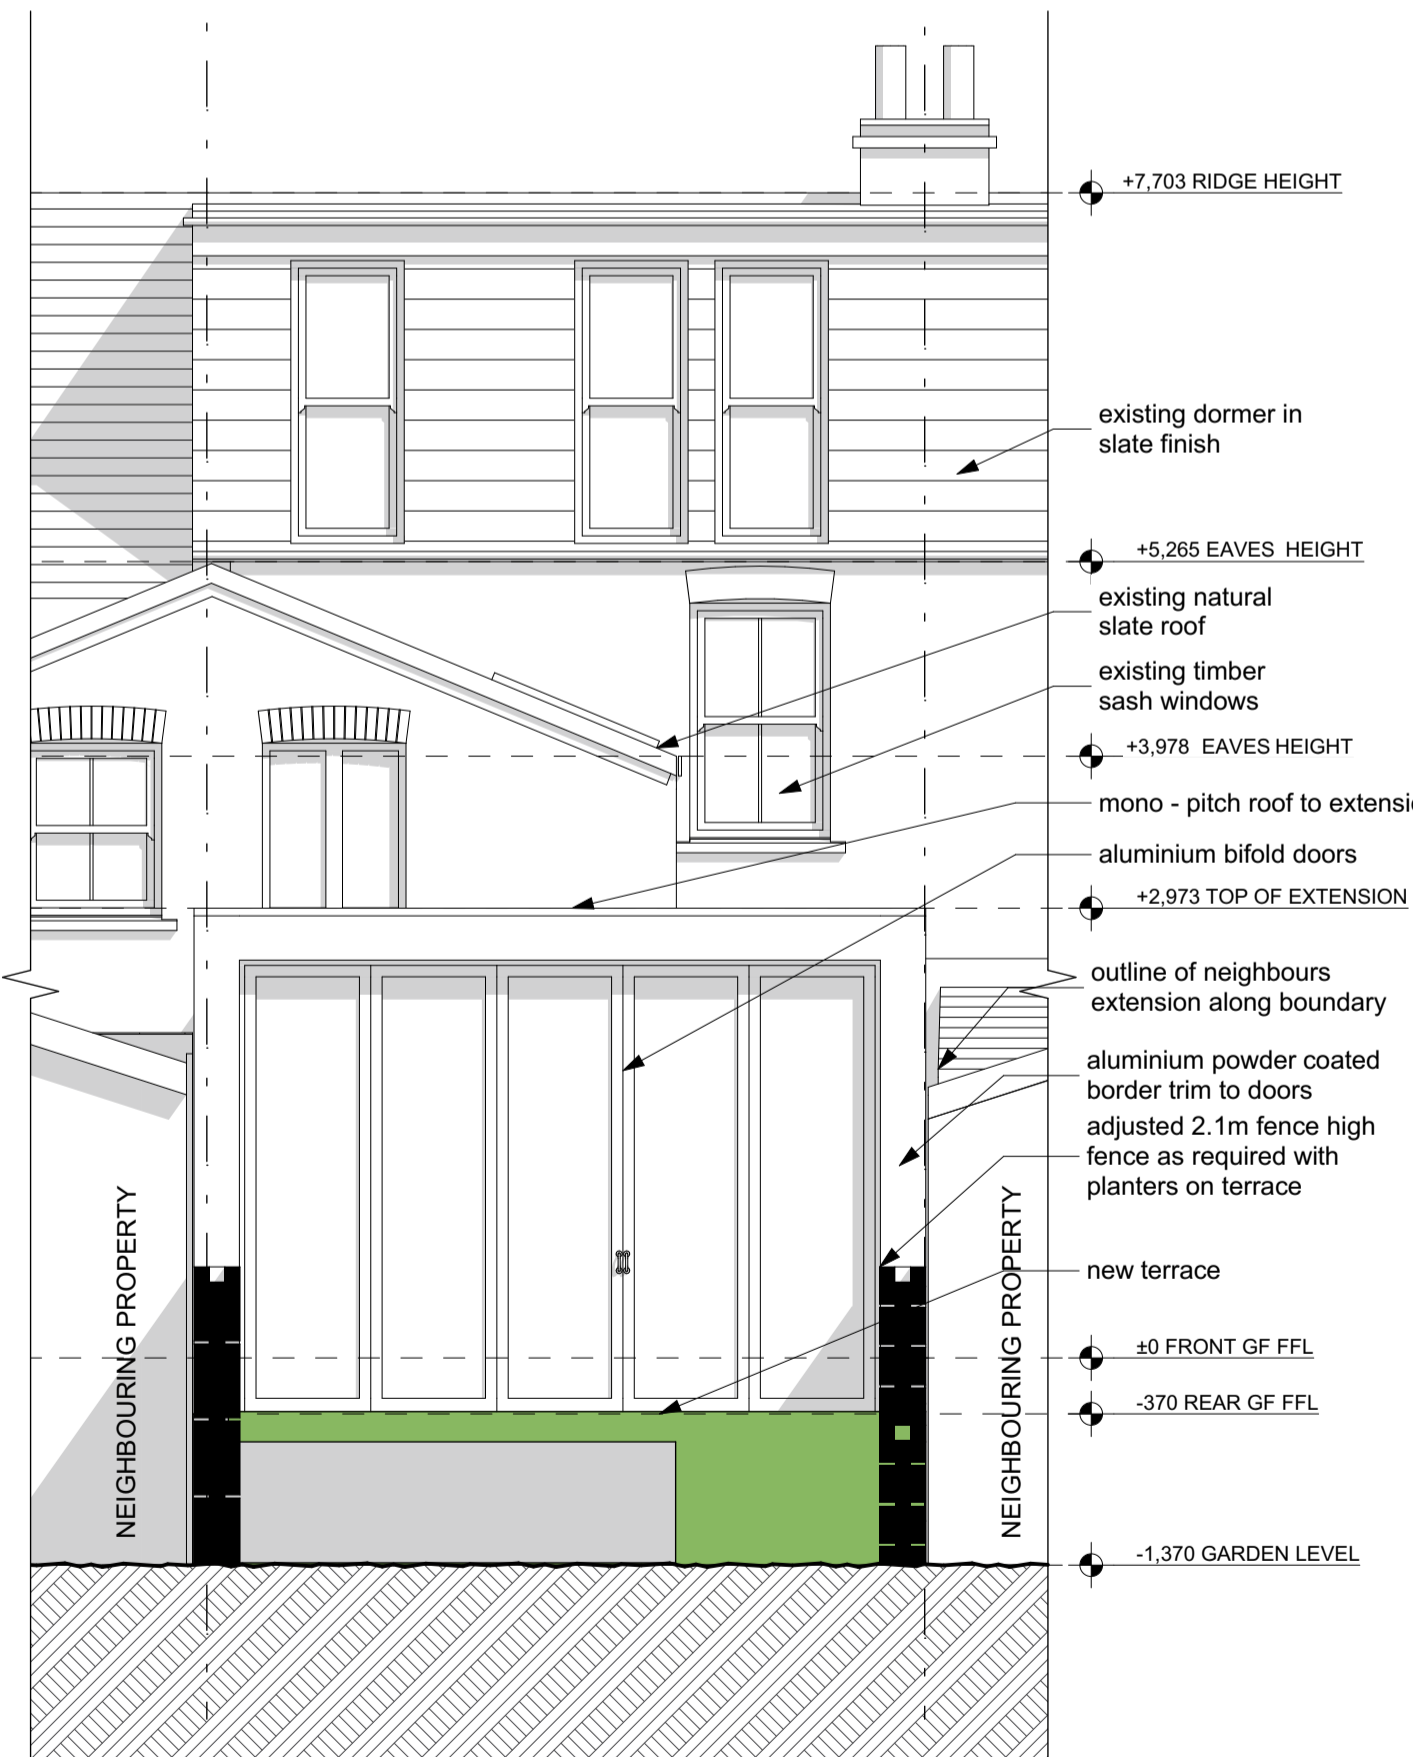 +7,703 RIDGE HEIGHT
existing dormer in
slate finish
+5,265 EAVES HEIGHT
existing natural
slate roof
existing timber
sash windows
+3,978 EAVES HEIGHT
mono - pitch roof to extensi
aluminium bifold doors
+2,973 TOP OF EXTENSION
outline of neighbours
extension along boundary
aluminium powder coated
border trim to doors
adjusted 2.1m fence high
fence as required with
planters on terrace
NEIGHBOURING PROPERTY
NEIGHBOURING PROPERTY
new terrace
±0 FRONT GF FFL
-370 REAR GF FFL
-1,370 GARDEN LEVEL